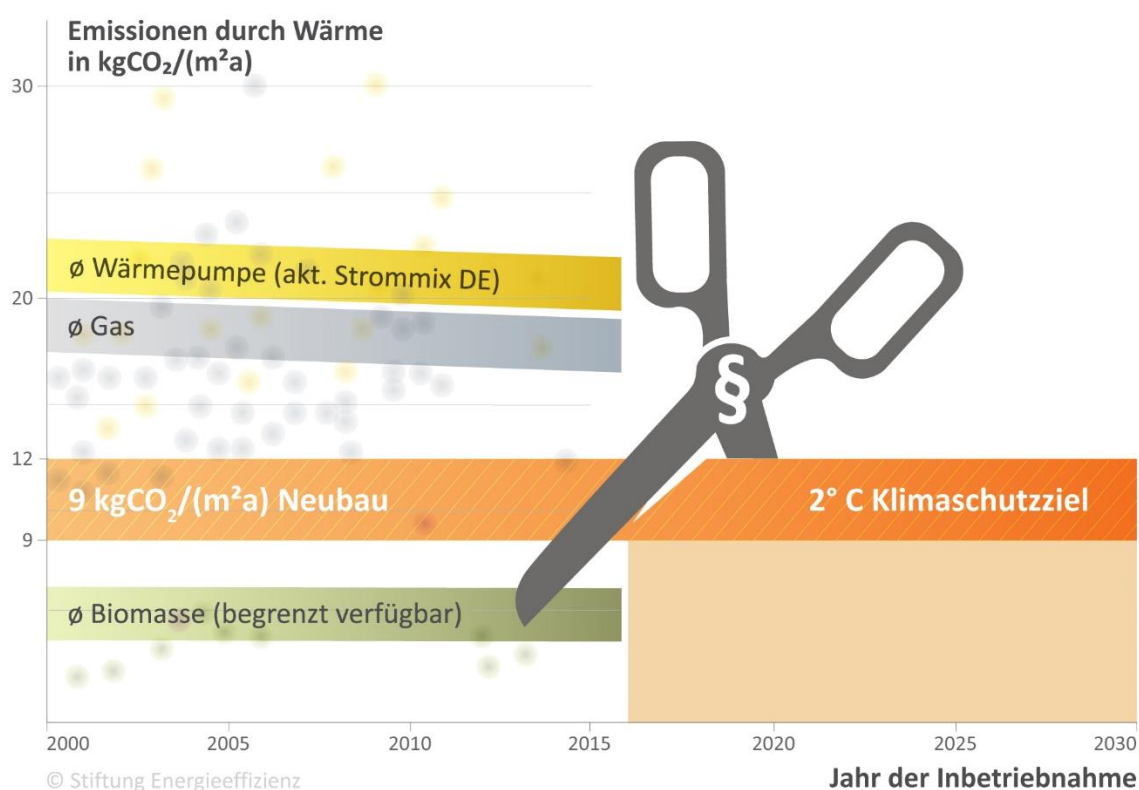 Emissionen durch Wärme
in kgCO₂/(m²a)
30
ø Wärmepumpe (akt. Strommix DE)
20
ø Gas
§
12
9 kgCO₂/(m²a) Neubau
2° C Klimaschutzziel
9
ø Biomasse (begrenzt verfügbar)
2000 2005 2010 2015 2020 2025 2030
© Stiftung Energieeffizienz
Jahr der Inbetriebnahme